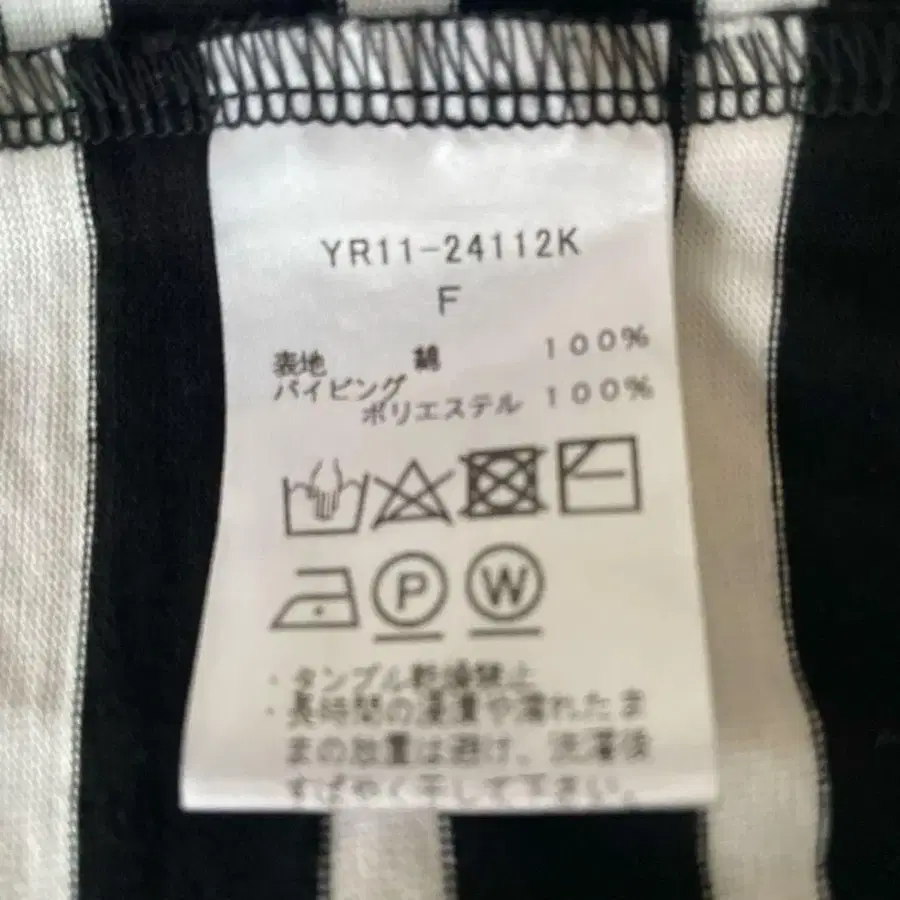 YR11-24112K
F
表地 綿 100%
パイピング
ポリエステル 100%
P W
・タンブル乾燥禁止
・長時間の浸漬や濡れたま
まの放置は避け、洗濯後
すばやく干して下さい。